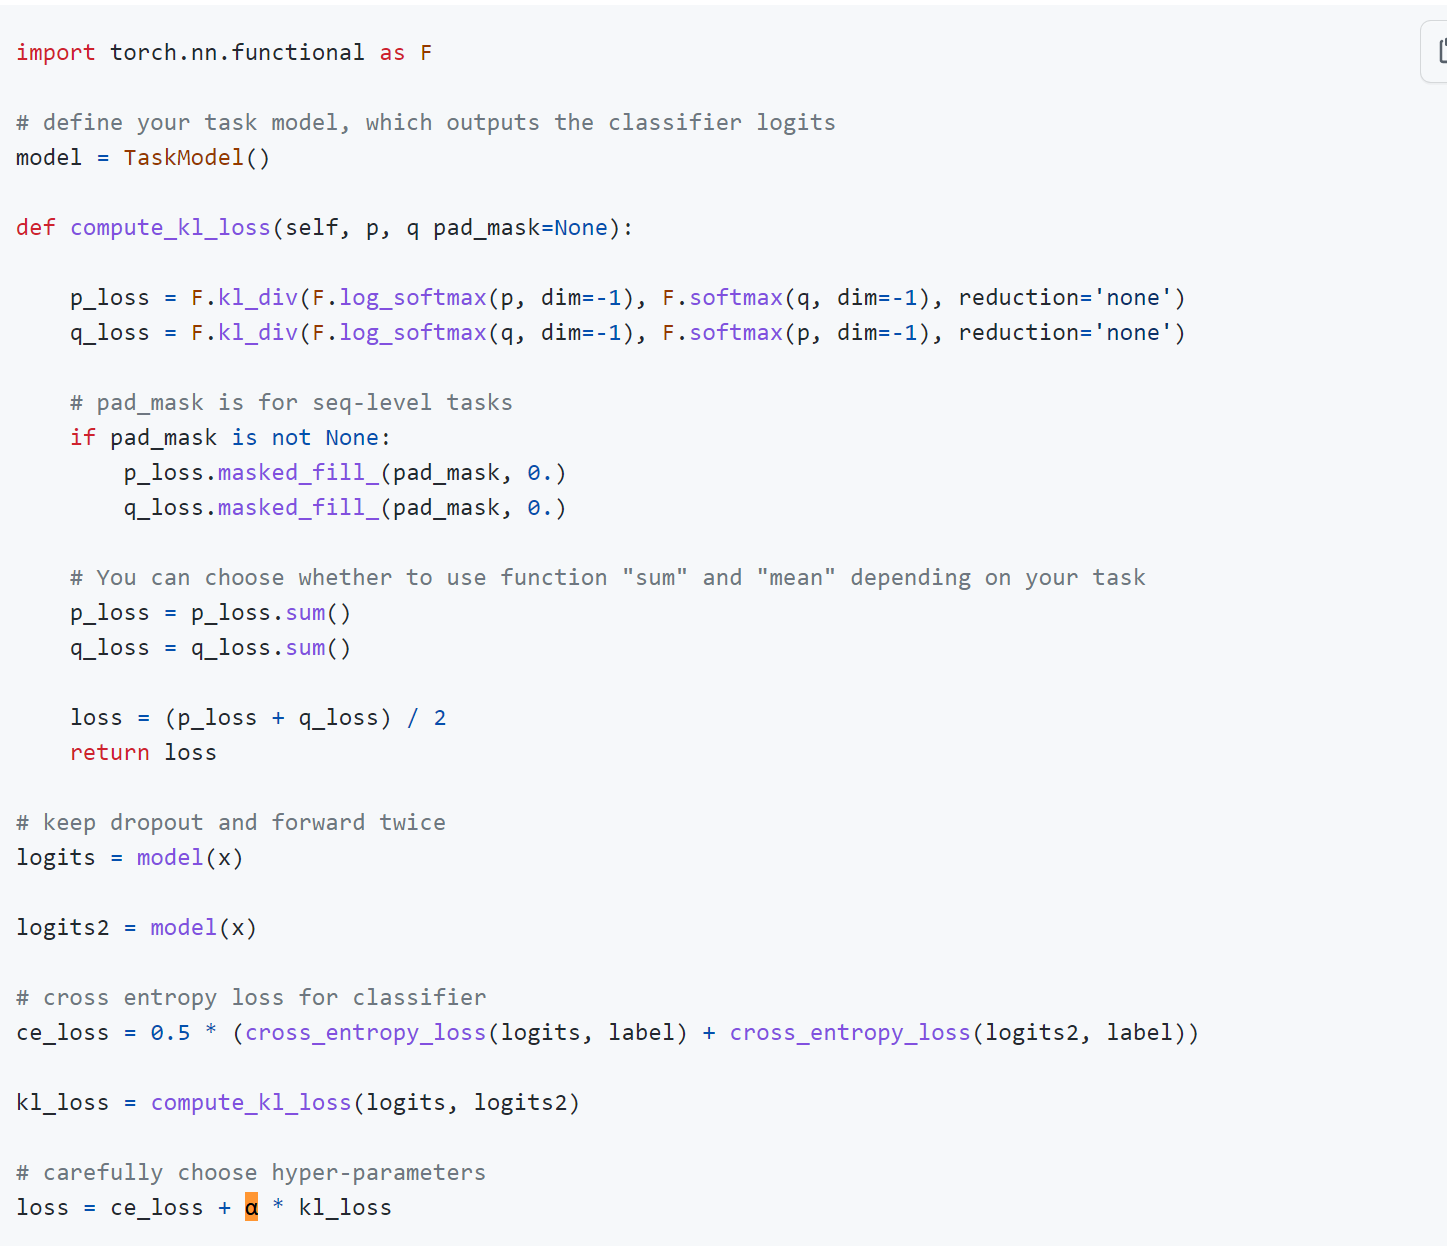 import torch.nn.functional as F
# define your task model, which outputs the classifier logits
model = TaskModel()
def compute_kl_loss(self, p, q pad_mask=None):
p_loss = F.kl_div(F.log_softmax(p, dim=-1), F.softmax(q, dim=-1), reduction='none')
q_loss = F.kl_div(F.log_softmax(q, dim=-1), F.softmax(p, dim=-1), reduction='none')
# pad_mask is for seq-level tasks
if pad_mask is not None:
p_loss.masked_fill_(pad_mask, 0.)
q_loss.masked_fill_(pad_mask, 0.)
# You can choose whether to use function "sum" and "mean" depending on your task
p_loss = p_loss.sum()
q_loss = q_loss.sum()
loss = (p_loss + q_loss) / 2
return loss
# keep dropout and forward twice
logits = model(x)
logits2 = model(x)
# cross entropy loss for classifier
ce_loss = 0.5 * (cross_entropy_loss(logits, label) + cross_entropy_loss(logits2, label))
kl_loss = compute_kl_loss(logits, logits2)
# carefully choose hyper-parameters
loss = ce_loss + α * kl_loss